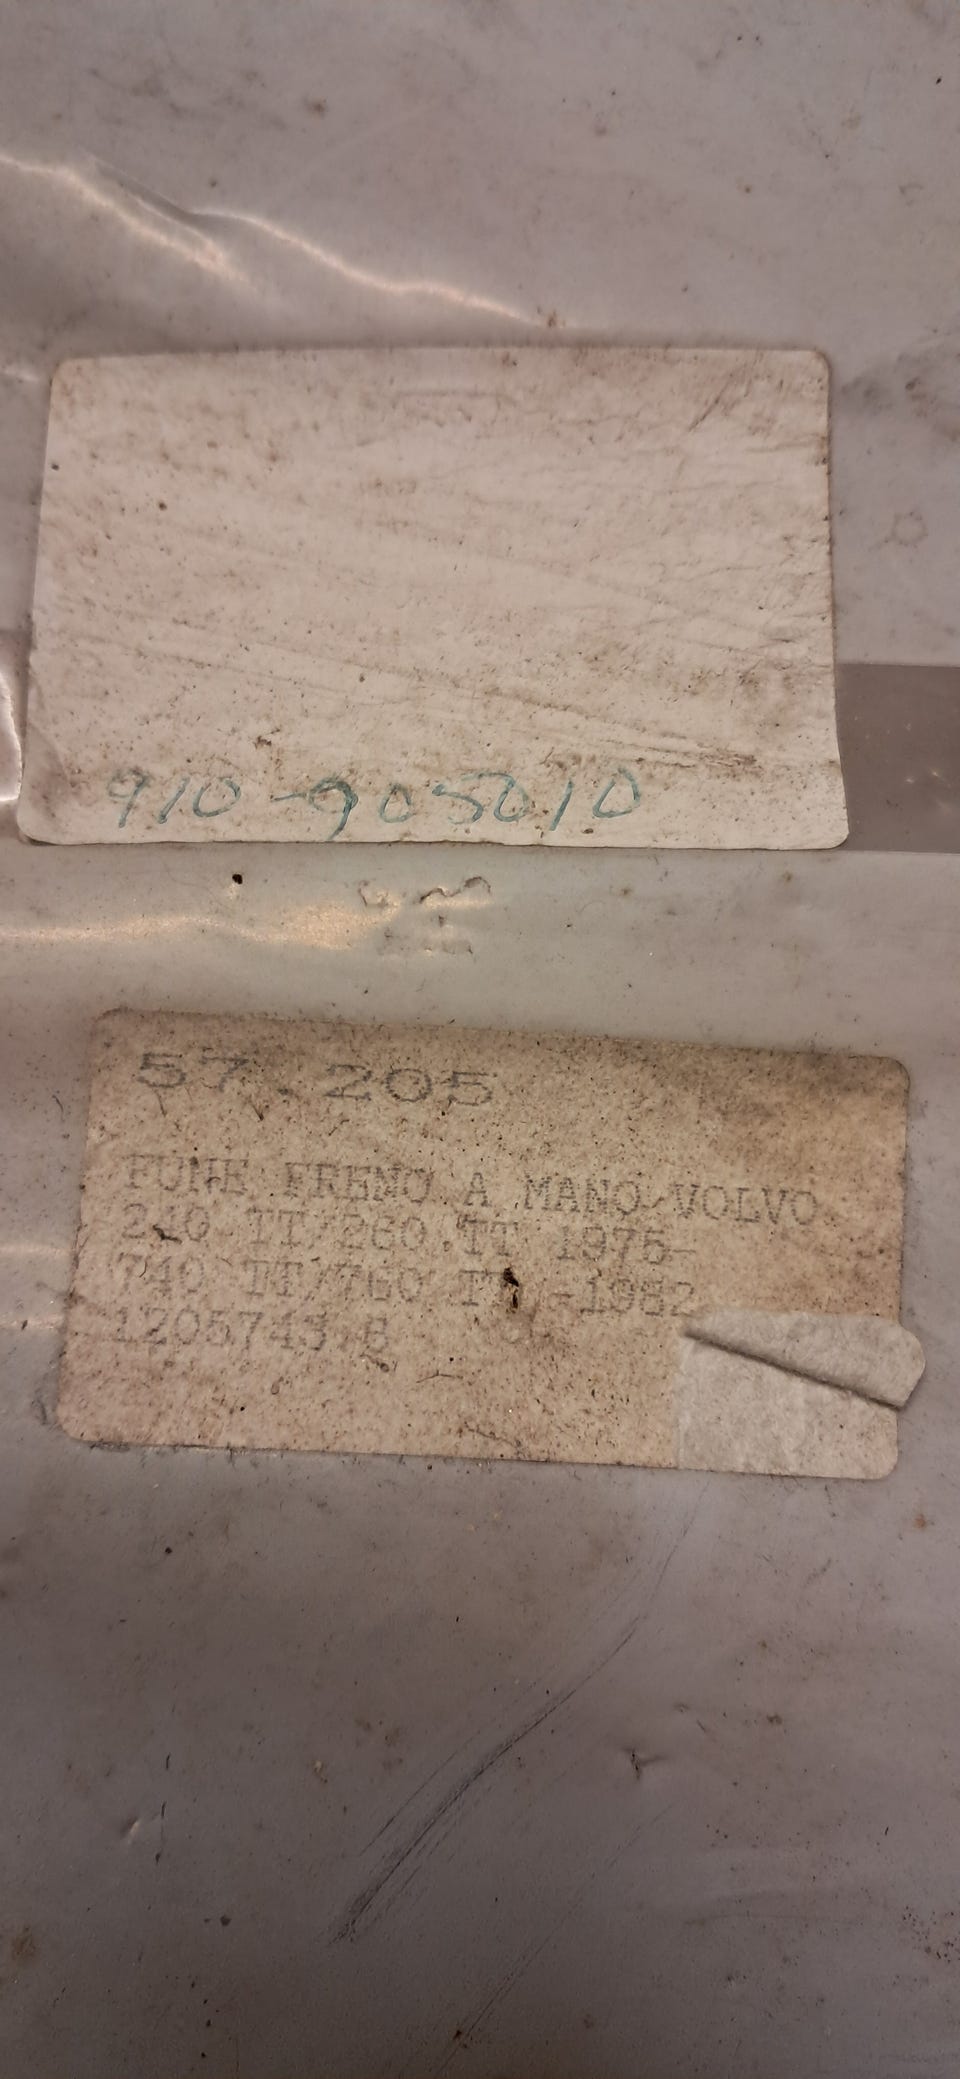 910-905010
57.205
FUNE FRENO A MANO VOLVO
240 TT/260 TT 1975-
740 TT/760 TT -1982
1205743 8